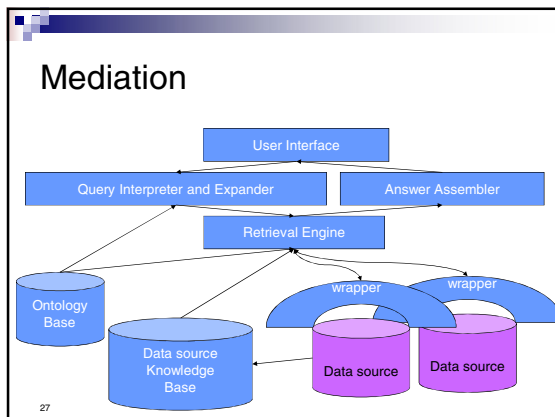 Mediation
User Interface
Query Interpreter and Expander
Answer Assembler
Retrieval Engine
wrapper
wrapper
Ontology
Base
Data source
Knowledge
Base
Data source
Data source
27